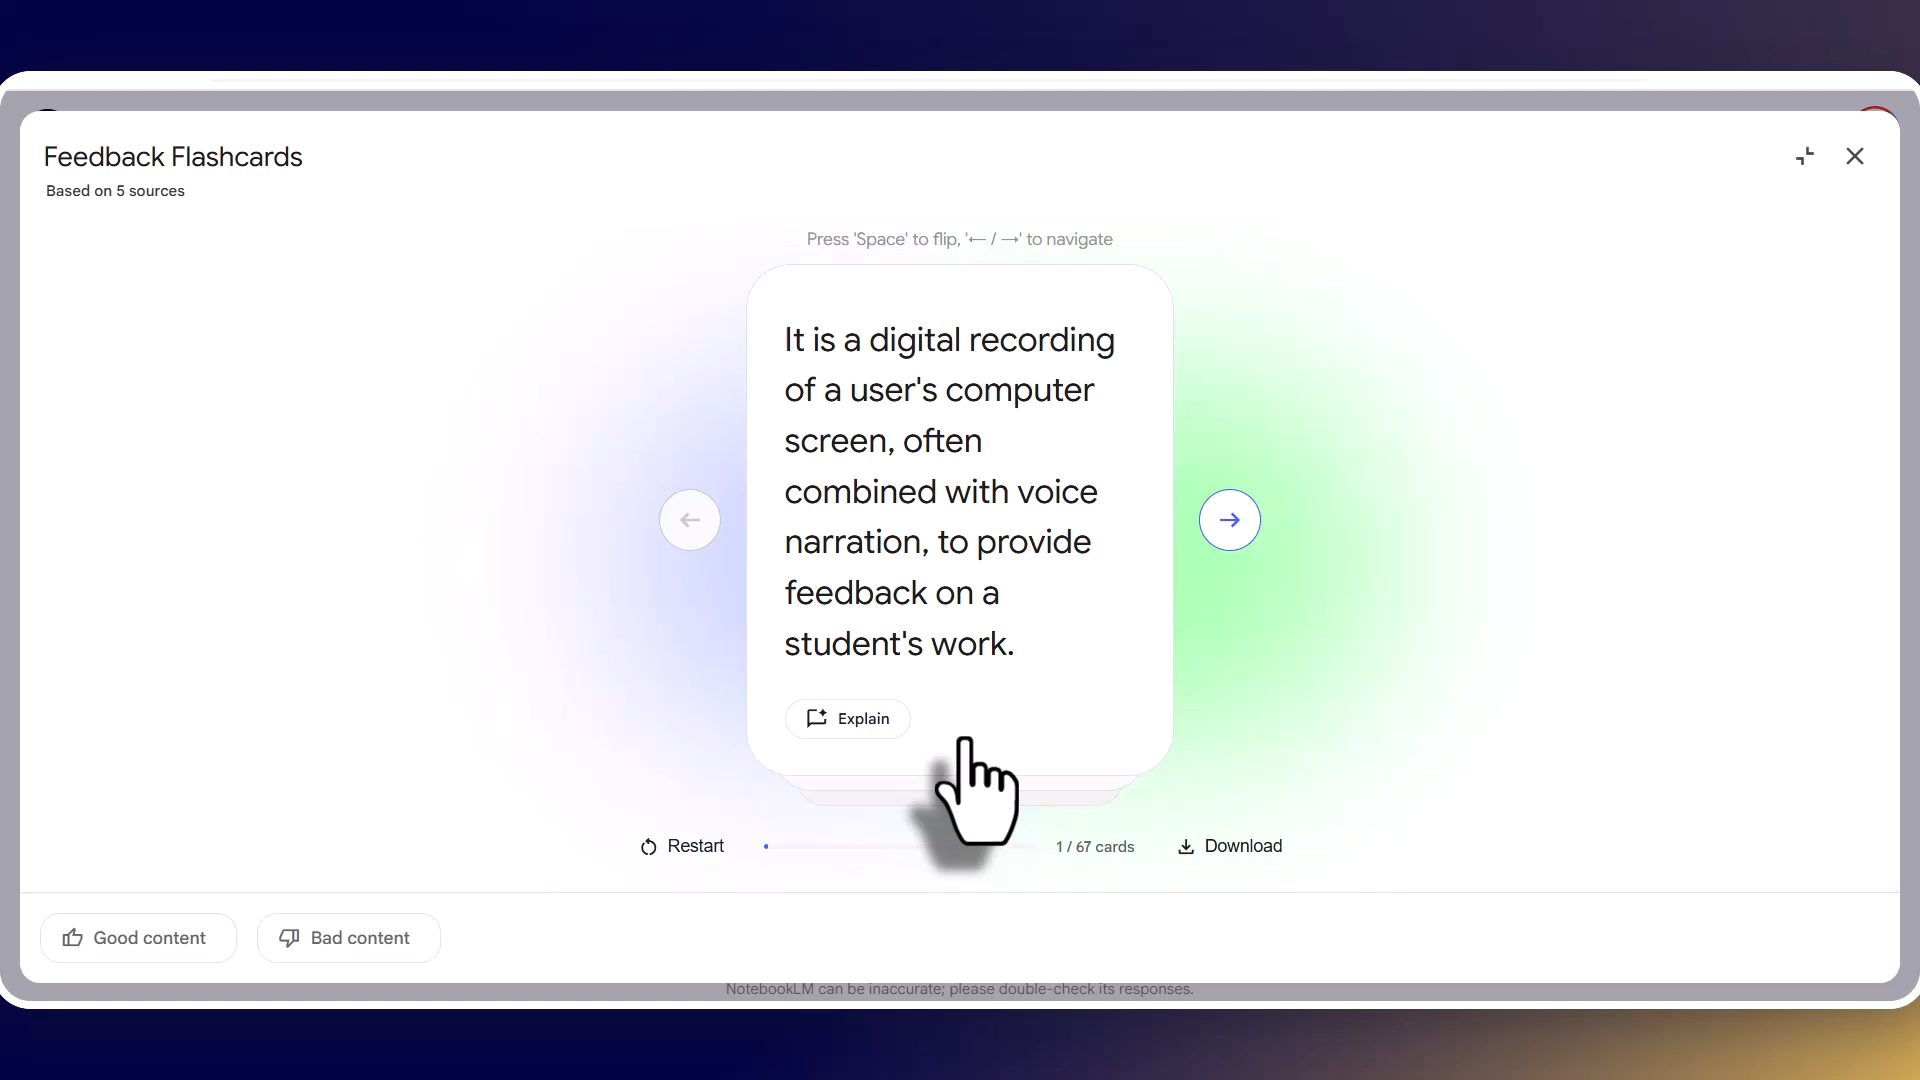 Feedback Flashcards
Based on 5 sources
Press 'Space' to flip, '← / →' to navigate
It is a digital recording
of a user's computer
screen, often
combined with voice
narration, to provide
feedback on a
student's work.
Explain
Restart
1 / 67 cards
Download
Good content
Bad content
NotebookLM can be inaccurate; please double-check its responses.